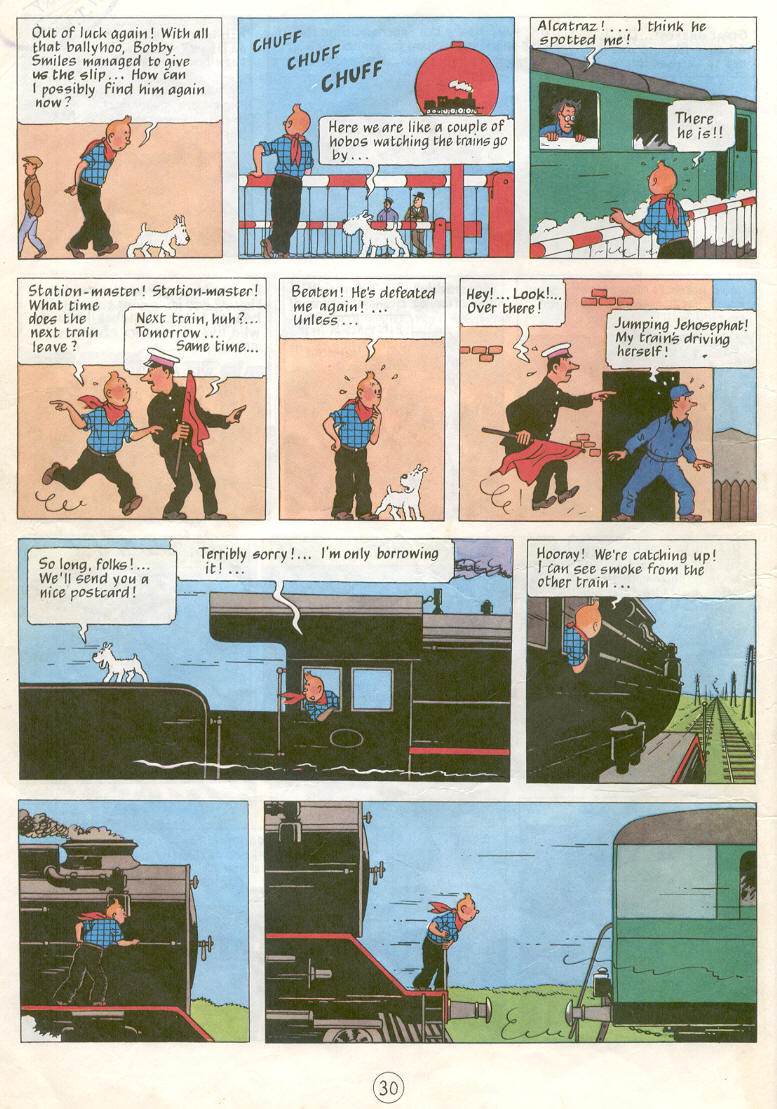 Out of luck again! With all
that ballyhoo, Bobby
Smiles managed to give
us the slip... How can
I possibly find him again
now?
CHUFF
CHUFF
CHUFF
Here we are like a couple of
hobos watching the trains go
by...
Alcatraz!... I think he
spotted me!
There
he is!!
Station-master! Station-master!
What time
does the
next train
leave?
Next train, huh?...
Tomorrow...
Same time...
Beaten! He's defeated
me again!...
Unless...
Hey!... Look!...
Over there!
Jumping Jehosephat!
My train's driving
herself!
So long, folks!...
We'll send you a
nice postcard!
Terribly sorry!... I'm only borrowing
it!...
Hooray! We're catching up!
I can see smoke from the
other train...
30